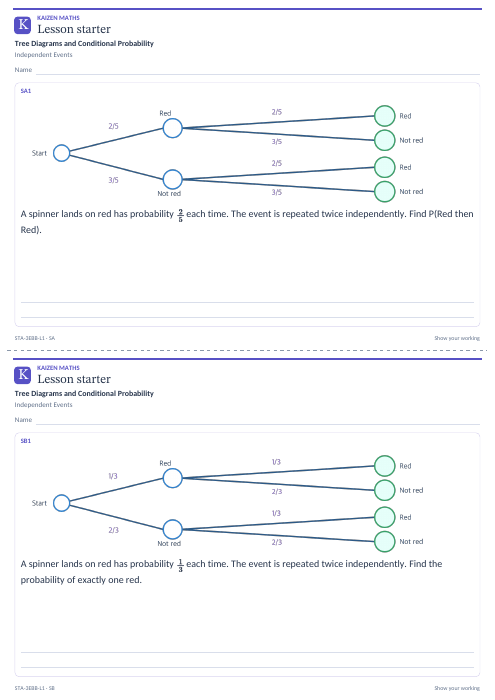 K
KAIZEN MATHS
Lesson starter
Tree Diagrams and Conditional Probability
Independent Events
Name
SA1
Start
2/5
3/5
Red
Not red
2/5
3/5
2/5
3/5
Red
Not red
Red
Not red
A spinner lands on red has probability 2/5 each time. The event is repeated twice independently. Find P(Red then
Red).
STA-3EBB-L1 - SA
Show your working
K
KAIZEN MATHS
Lesson starter
Tree Diagrams and Conditional Probability
Independent Events
Name
SB1
Start
1/3
2/3
Red
Not red
1/3
2/3
1/3
2/3
Red
Not red
Red
Not red
A spinner lands on red has probability 1/3 each time. The event is repeated twice independently. Find the
probability of exactly one red.
STA-3EBB-L1 - SB
Show your working